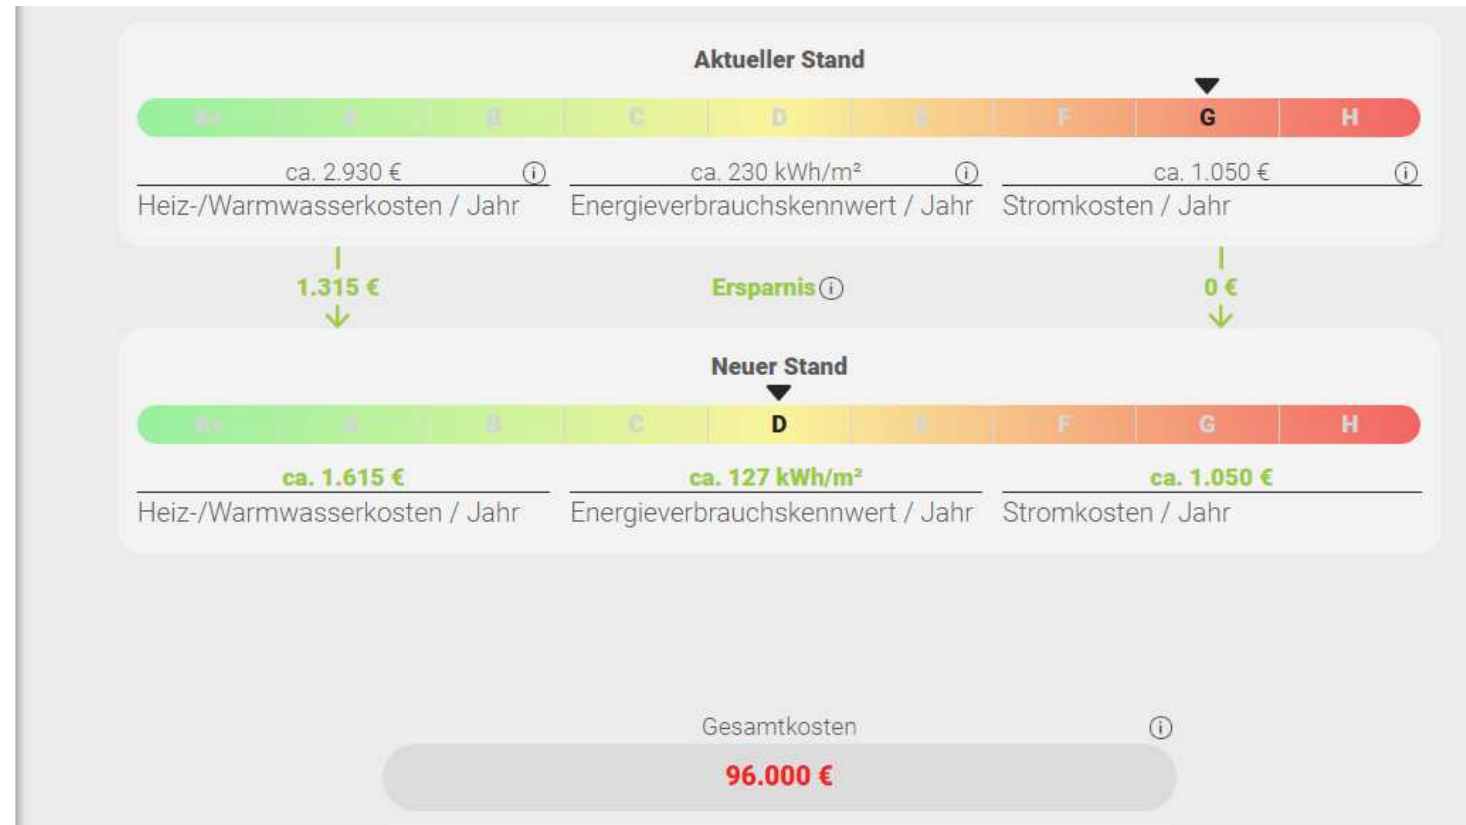 Aktueller Stand
A+ A B C D E F G H
ca. 2.930 € ca. 230 kWh/m² ca. 1.050 €
Heiz-/Warmwasserkosten / Jahr Energieverbrauchskennwert / Jahr Stromkosten / Jahr
1.315 € Ersparnis 0 €
Neuer Stand
A+ A B C D E F G H
ca. 1.615 € ca. 127 kWh/m² ca. 1.050 €
Heiz-/Warmwasserkosten / Jahr Energieverbrauchskennwert / Jahr Stromkosten / Jahr
Gesamtkosten
96.000 €